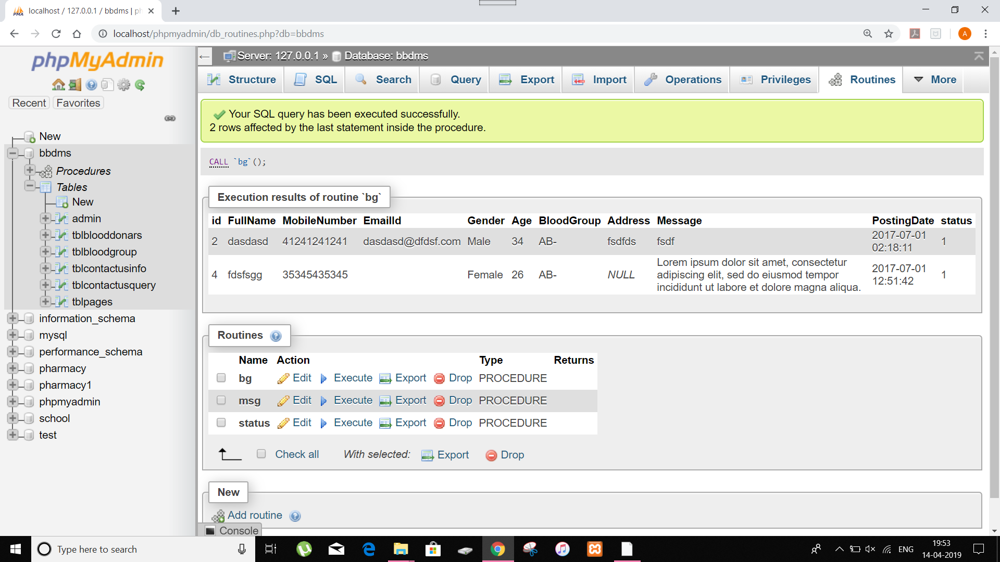 localhost / 127.0.0.1 / bbdms | ph
localhost/phpmyadmin/db_routines.php?db=bbdms
A
phpMyAdmin
Recent Favorites
New
bbdms
Procedures
Tables
New
admin
tblblooddonars
tblbloodgroup
tblcontactusinfo
tblcontactusquery
tblpages
information_schema
mysql
performance_schema
pharmacy
pharmacy1
phpmyadmin
school
test
Server: 127.0.0.1 » Database: bbdms
Structure SQL Search Query Export Import Operations Privileges Routines More
Your SQL query has been executed successfully.
2 rows affected by the last statement inside the procedure.
CALL `bg`();
Execution results of routine `bg`
id FullName MobileNumber EmailId Gender Age BloodGroup Address Message PostingDate status
2 dasdasd 41241241241 dasdasd@dfdsf.com Male 34 AB- fsdfds fsdf 2017-07-01 02:18:11 1
4 fdsfsgg 35345435345 Female 26 AB- NULL Lorem ipsum dolor sit amet, consectetur
adipiscing elit, sed do eiusmod tempor
incididunt ut labore et dolore magna aliqua. 2017-07-01 12:51:42 1
Routines
Name Action Type Returns
bg Edit Execute Export Drop PROCEDURE
msg Edit Execute Export Drop PROCEDURE
status Edit Execute Export Drop PROCEDURE
Check all With selected: Export Drop
New
Add routine
Console
Type here to search
ENG
19:53
14-04-2019